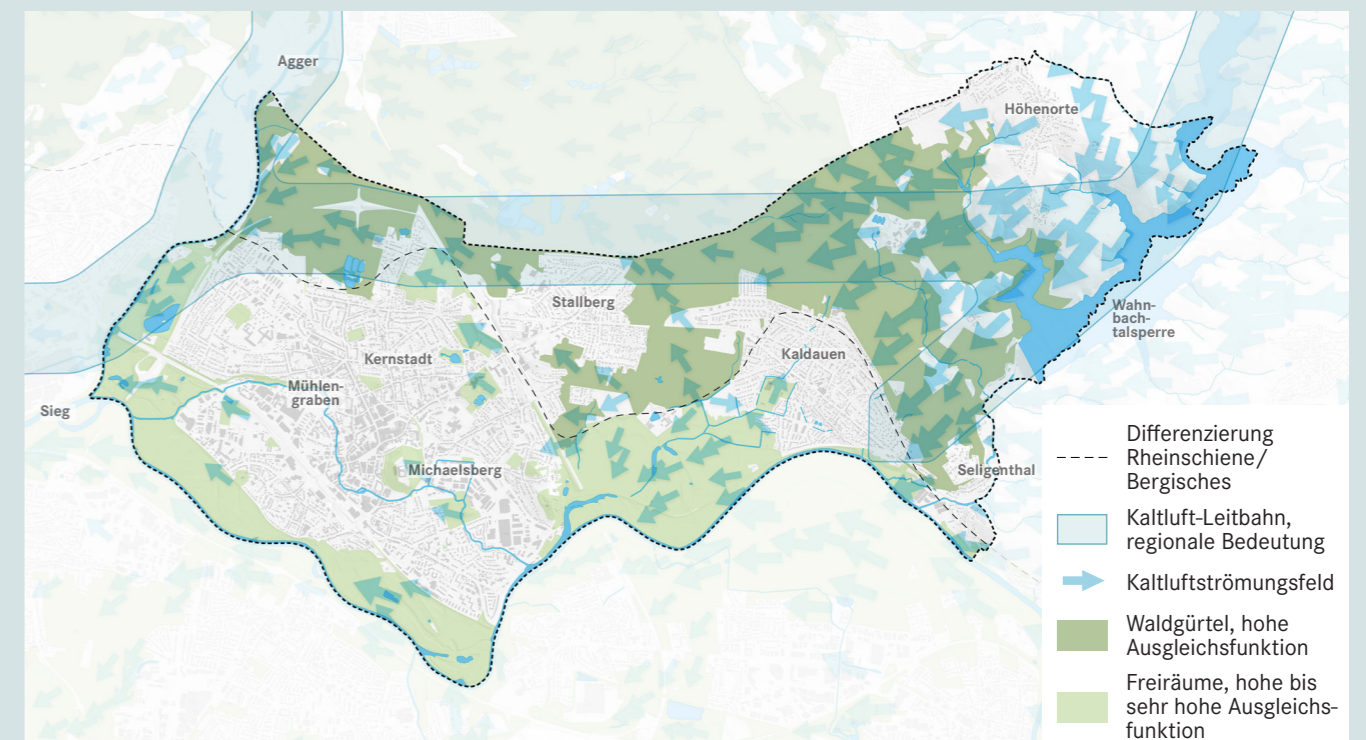 Agger
Höhenorte
Stallberg
Wahn-
bach-
talsperre
Kernstadt
Kaldauen
Mühlen-
graben
Sieg
Michaelsberg
Seligenthal
Differenzierung
Rheinschiene/
Bergisches
Kaltluft-Leitbahn,
regionale Bedeutung
Kaltluftströmungsfeld
Waldgürtel, hohe
Ausgleichsfunktion
Freiräume, hohe bis
sehr hohe Ausgleichs-
funktion